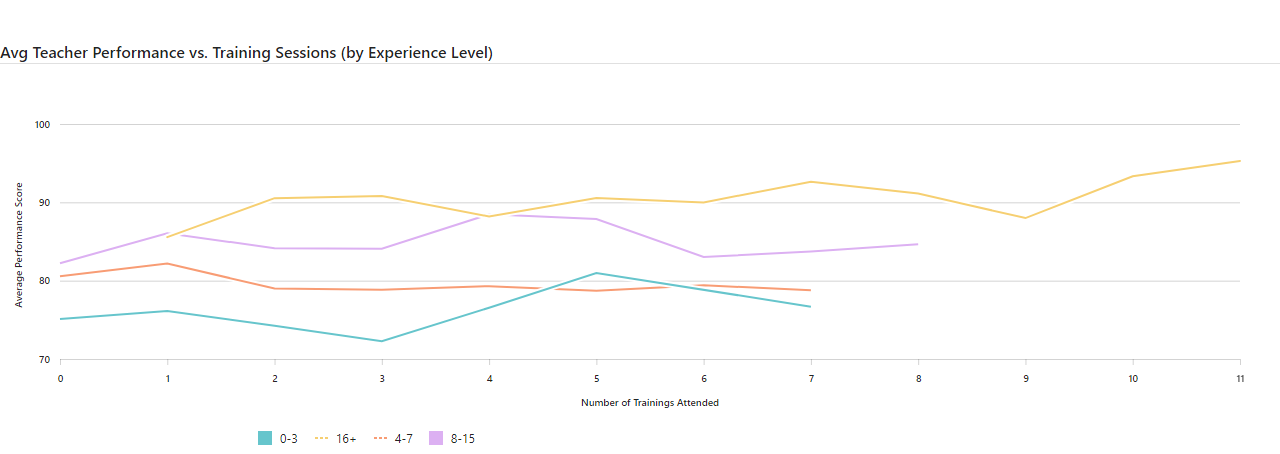 Avg Teacher Performance vs. Training Sessions (by Experience Level)
100
90
80
70
Average Performance Score
0 1 2 3 4 5 6 7 8 9 10 11
Number of Trainings Attended
0-3 16+ 4-7 8-15